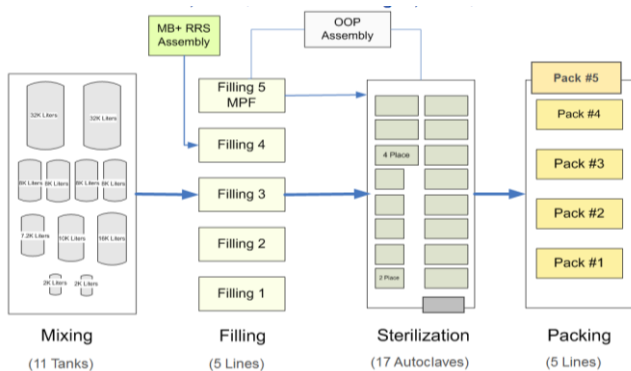 MB+ RRS
Assembly
OOP
Assembly
32K Liters
32K Liters
8K Liters
8K Liters
8K Liters
8K Liters
7.2K Liters
10K Liters
16K Liters
2K Liters
2K Liters
Filling 5
MPF
Filling 4
Filling 3
Filling 2
Filling 1
4 Place
2 Place
Pack #5
Pack #4
Pack #3
Pack #2
Pack #1
Mixing
Filling
Sterilization
Packing
(11 Tanks)
(5 Lines)
(17 Autoclaves)
(5 Lines)